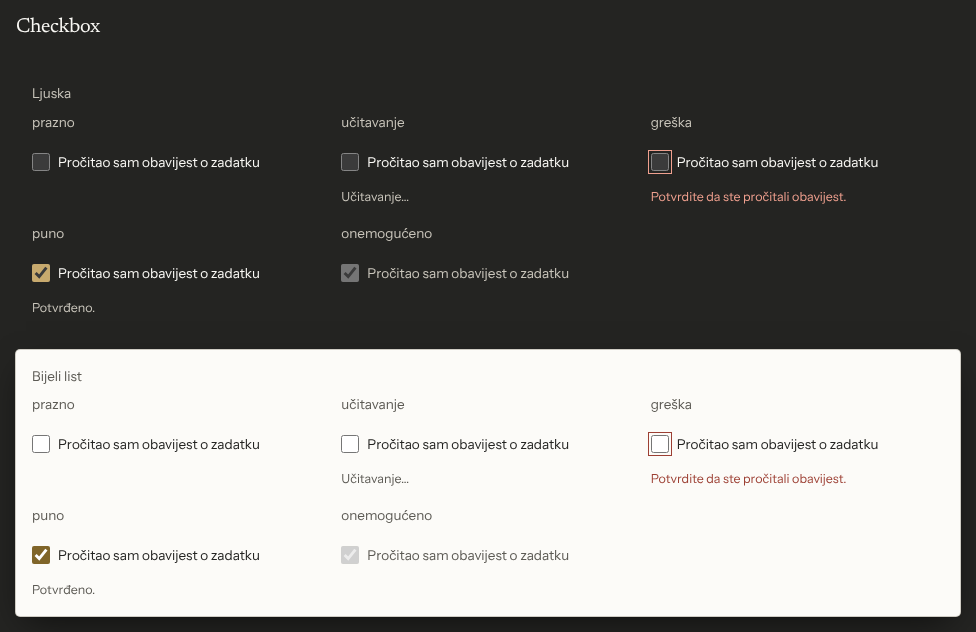 Checkbox
Ljuska
prazno
učitavanje
greška
Pročitao sam obavijest o zadatku
Pročitao sam obavijest o zadatku
Pročitao sam obavijest o zadatku
Učitavanje...
Potvrdite da ste pročitali obavijest.
puno
onemogućeno
Pročitao sam obavijest o zadatku
Pročitao sam obavijest o zadatku
Potvrđeno.
Bijeli list
prazno
učitavanje
greška
Pročitao sam obavijest o zadatku
Pročitao sam obavijest o zadatku
Pročitao sam obavijest o zadatku
Učitavanje...
Potvrdite da ste pročitali obavijest.
puno
onemogućeno
Pročitao sam obavijest o zadatku
Pročitao sam obavijest o zadatku
Potvrđeno.